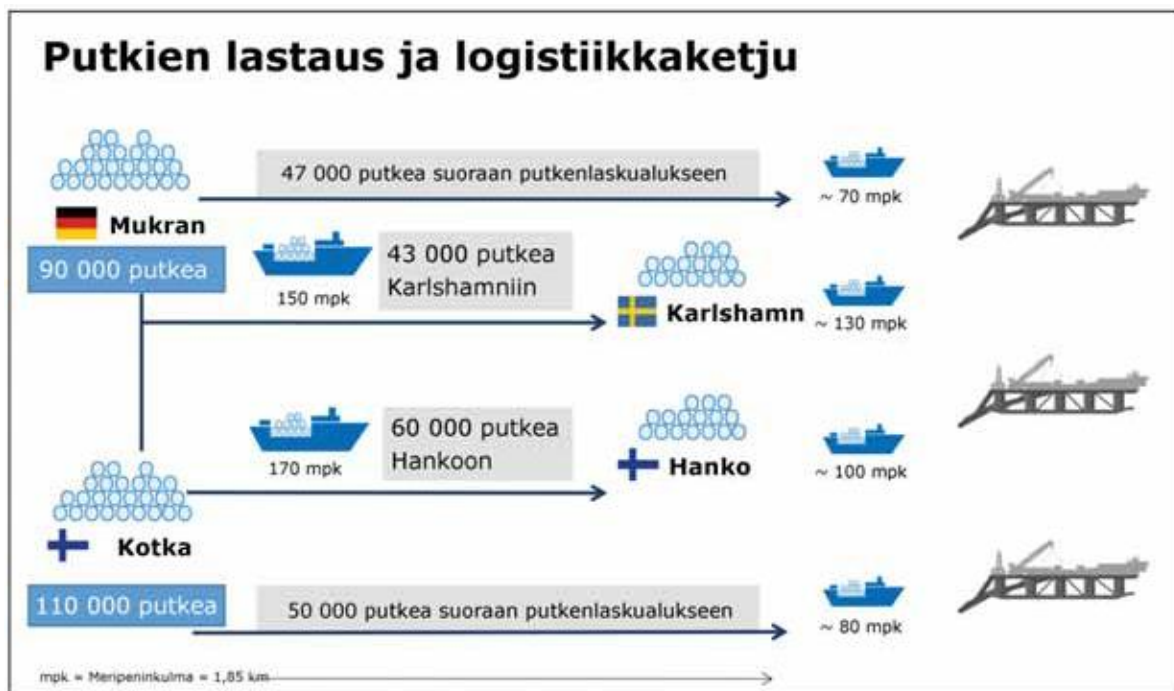 Putkien lastaus ja logistiikkaketju
47 000 putkea suoraan putkenlaskualukseen
~ 70 mpk
Mukran
90 000 putkea
150 mpk
43 000 putkea
Karlshamniin
Karlshamn
~ 130 mpk
170 mpk
60 000 putkea
Hankoon
Hanko
~ 100 mpk
Kotka
110 000 putkea
50 000 putkea suoraan putkenlaskualukseen
~ 80 mpk
mpk = Meripeninkulma = 1,85 km